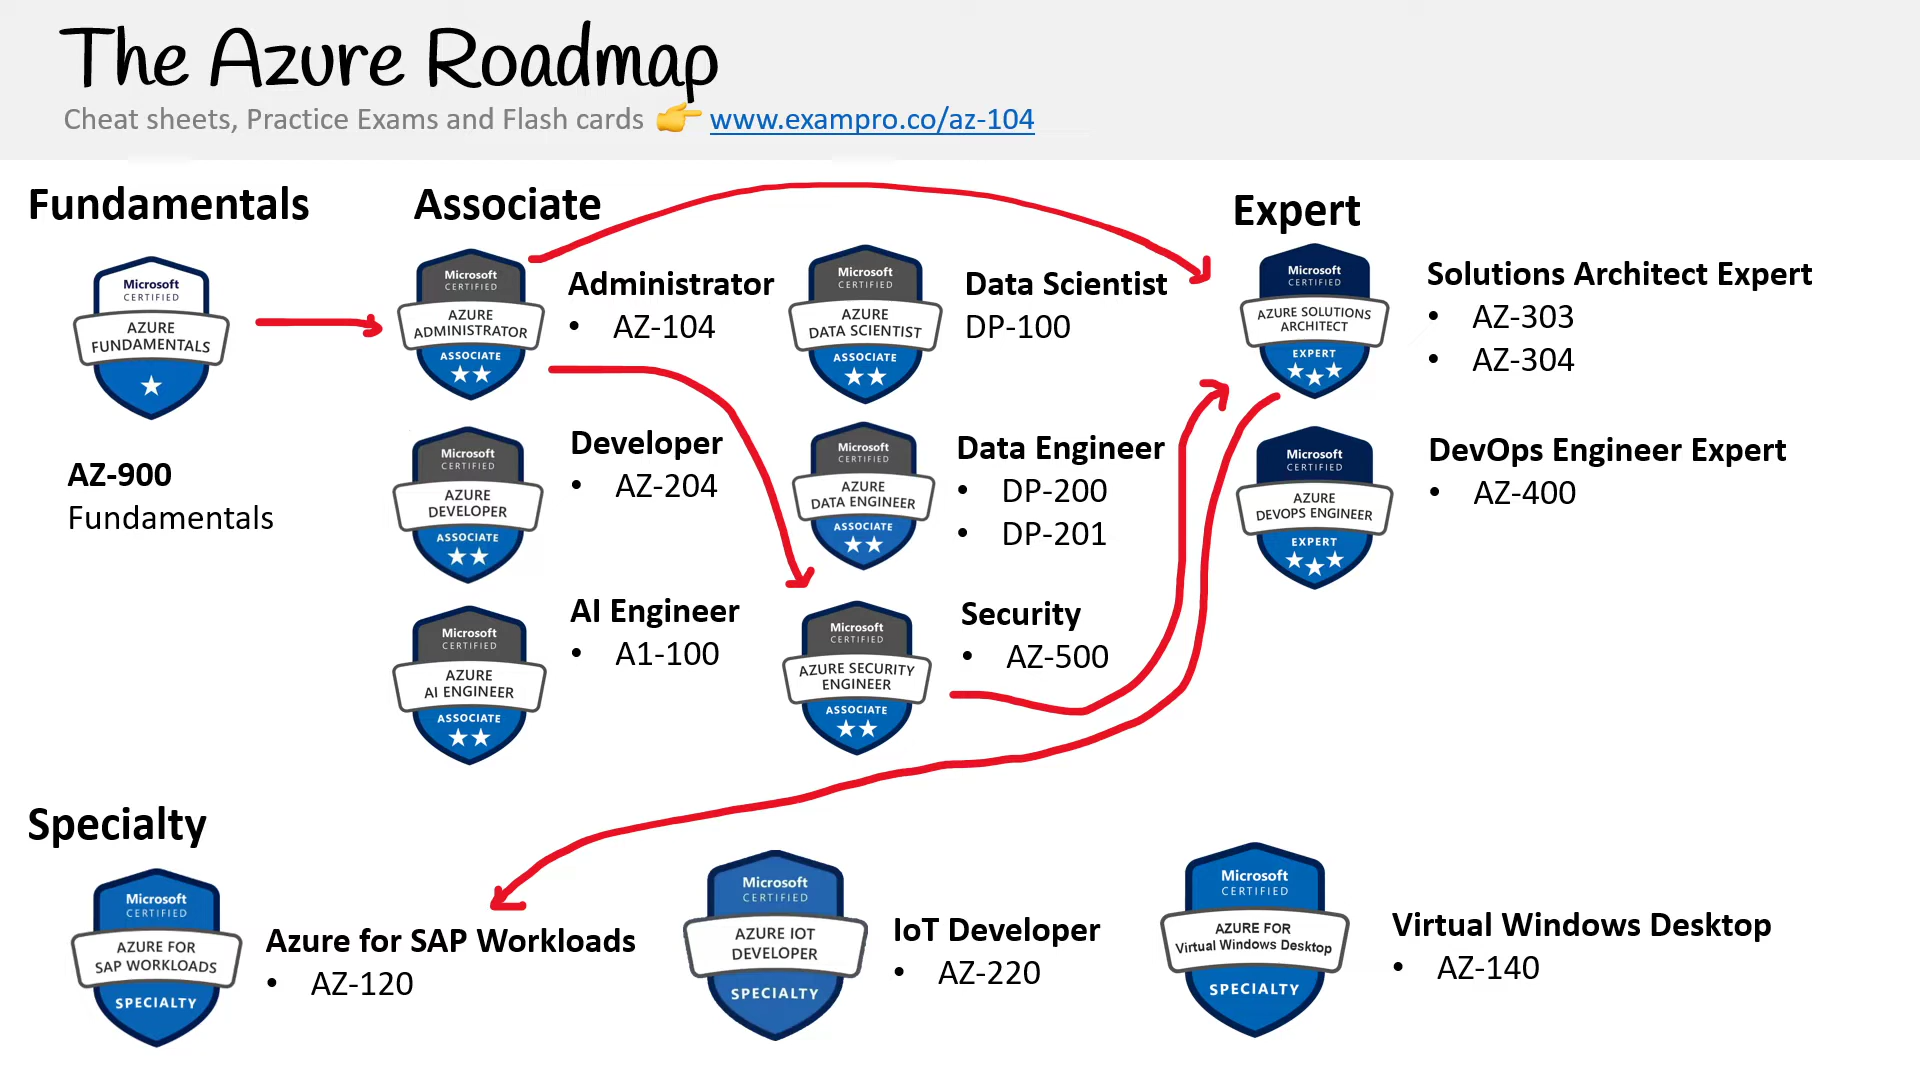 The Azure Roadmap
Cheat sheets, Practice Exams and Flash cards 👉 www.exampro.co/az-104
Fundamentals
Microsoft
CERTIFIED
AZURE
FUNDAMENTALS
AZ-900
Fundamentals
Associate
Microsoft
CERTIFIED
AZURE
ADMINISTRATOR
ASSOCIATE
Administrator
• AZ-104
Microsoft
CERTIFIED
AZURE
DEVELOPER
ASSOCIATE
Developer
• AZ-204
Microsoft
CERTIFIED
AZURE
AI ENGINEER
ASSOCIATE
AI Engineer
• A1-100
Microsoft
CERTIFIED
AZURE
DATA SCIENTIST
ASSOCIATE
Data Scientist
DP-100
Microsoft
CERTIFIED
AZURE
DATA ENGINEER
ASSOCIATE
Data Engineer
• DP-200
• DP-201
Microsoft
CERTIFIED
AZURE SECURITY
ENGINEER
ASSOCIATE
Security
• AZ-500
Expert
Microsoft
CERTIFIED
AZURE SOLUTIONS
ARCHITECT
EXPERT
Solutions Architect Expert
• AZ-303
• AZ-304
Microsoft
CERTIFIED
AZURE
DEVOPS ENGINEER
EXPERT
DevOps Engineer Expert
• AZ-400
Specialty
Microsoft
CERTIFIED
AZURE FOR
SAP WORKLOADS
SPECIALTY
Azure for SAP Workloads
• AZ-120
Microsoft
CERTIFIED
AZURE IOT
DEVELOPER
SPECIALTY
IoT Developer
• AZ-220
Microsoft
CERTIFIED
AZURE FOR
Virtual Windows Desktop
SPECIALTY
Virtual Windows Desktop
• AZ-140